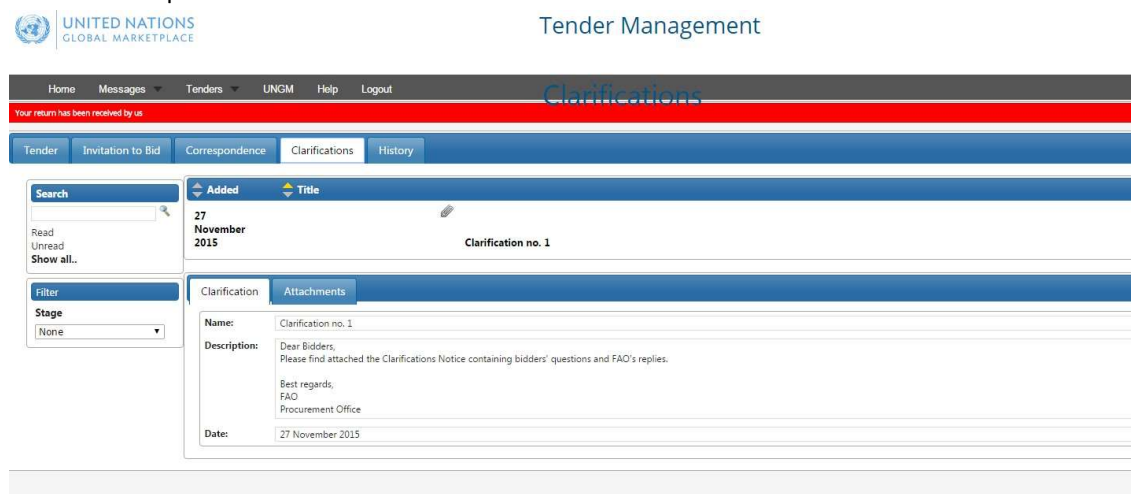 UNITED NATIONS
GLOBAL MARKETPLACE
Tender Management
Home Messages Tenders UNGM Help Logout
Clarifications
Your return has been received by us
Tender Invitation to Bid Correspondence Clarifications History
Search
Read
Unread
Show all..
Filter
Stage
None
Added Title
27
November
2015
Clarification no. 1
Clarification Attachments
Name: Clarification no. 1
Description: Dear Bidders,
Please find attached the Clarifications Notice containing bidders' questions and FAO's replies.
Best regards,
FAO
Procurement Office
Date: 27 November 2015